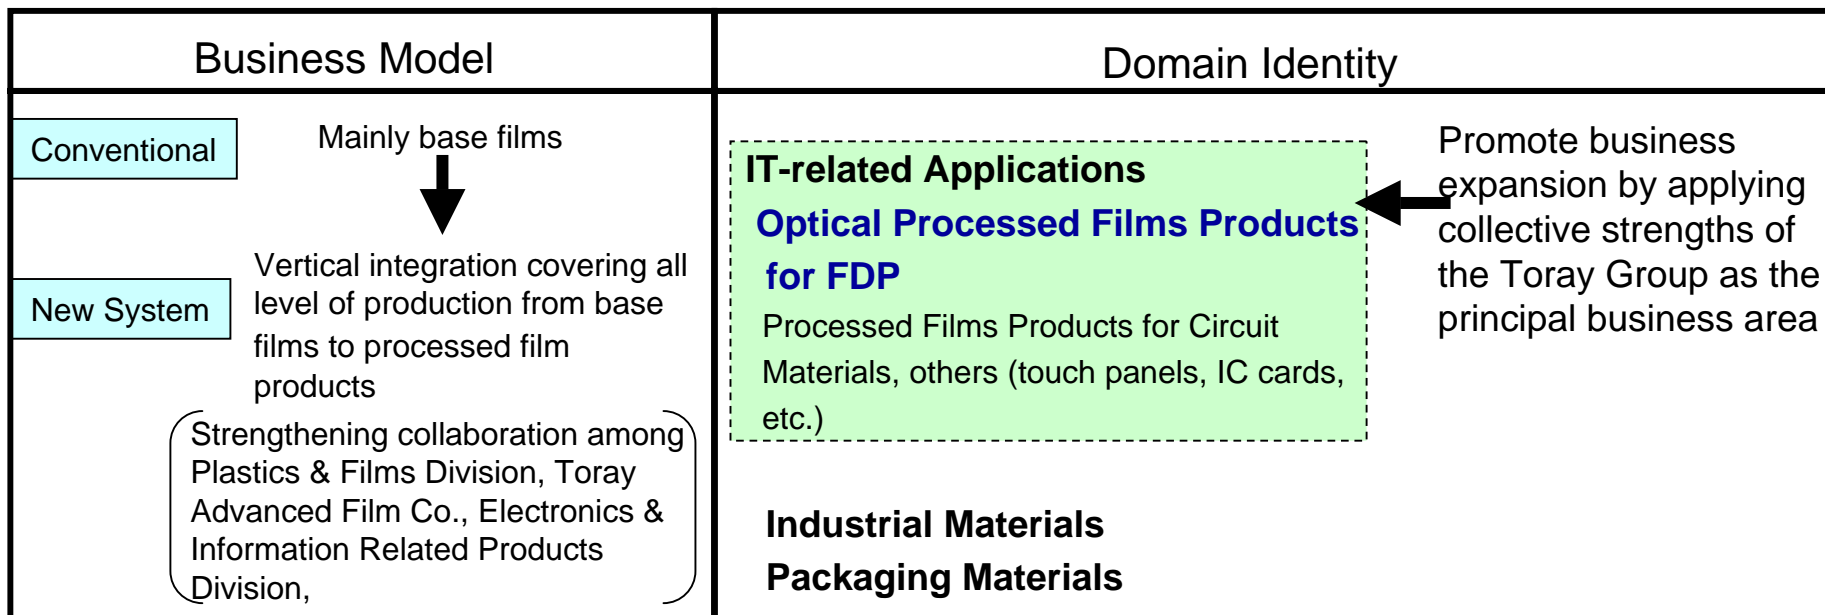 Business Model
Domain Identity
Conventional
Mainly base films
New System
Vertical integration covering all
level of production from base
films to processed film
products
Strengthening collaboration among
Plastics & Films Division, Toray
Advanced Film Co., Electronics &
Information Related Products
Division,
IT-related Applications
Optical Processed Films Products
for FDP
Processed Films Products for Circuit
Materials, others (touch panels, IC cards,
etc.)
Industrial Materials
Packaging Materials
Promote business
expansion by applying
collective strengths of
the Toray Group as the
principal business area